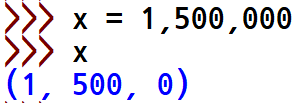 >>> x = 1,500,000
>>> x
(1, 500, 0)